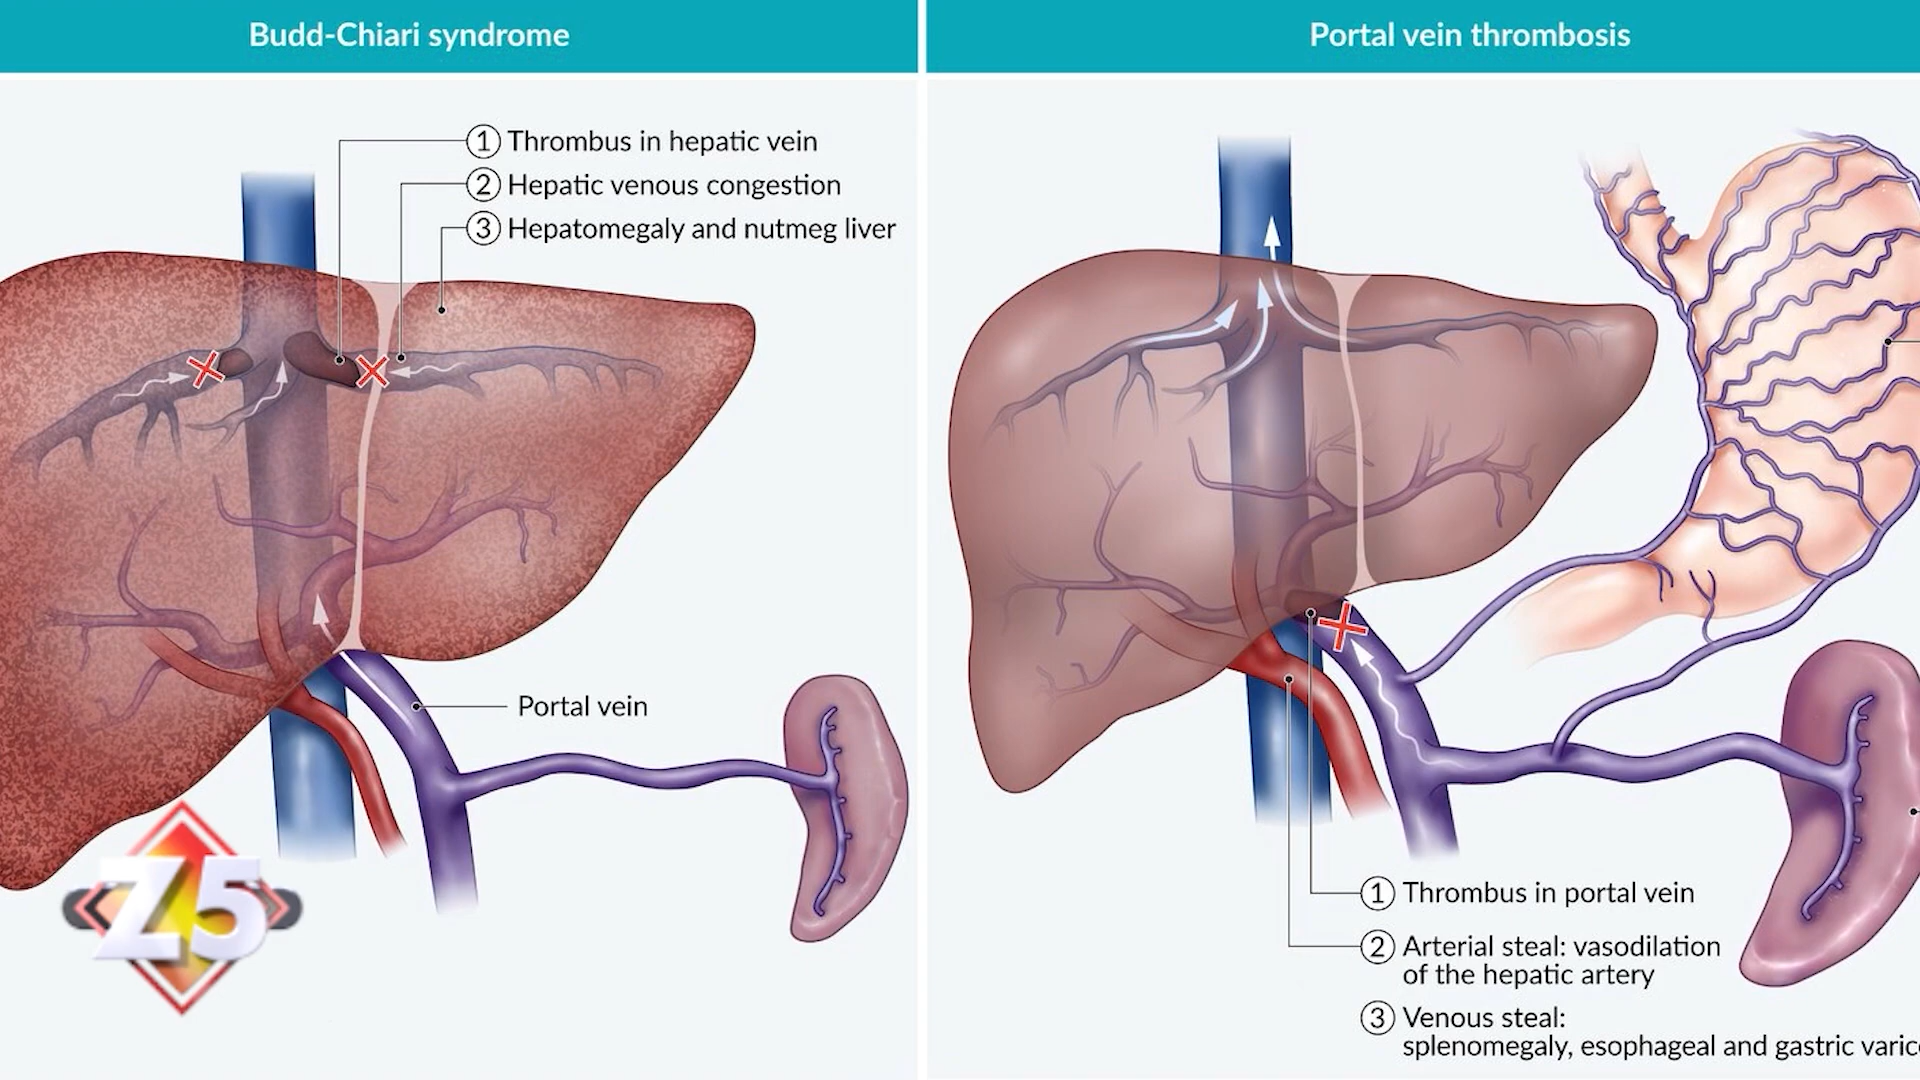 Budd-Chiari syndrome
① Thrombus in hepatic vein
② Hepatic venous congestion
③ Hepatomegaly and nutmeg liver
Portal vein
Z5
Portal vein thrombosis
① Thrombus in portal vein
② Arterial steal: vasodilation
of the hepatic artery
③ Venous steal:
splenomegaly, esophageal and gastric